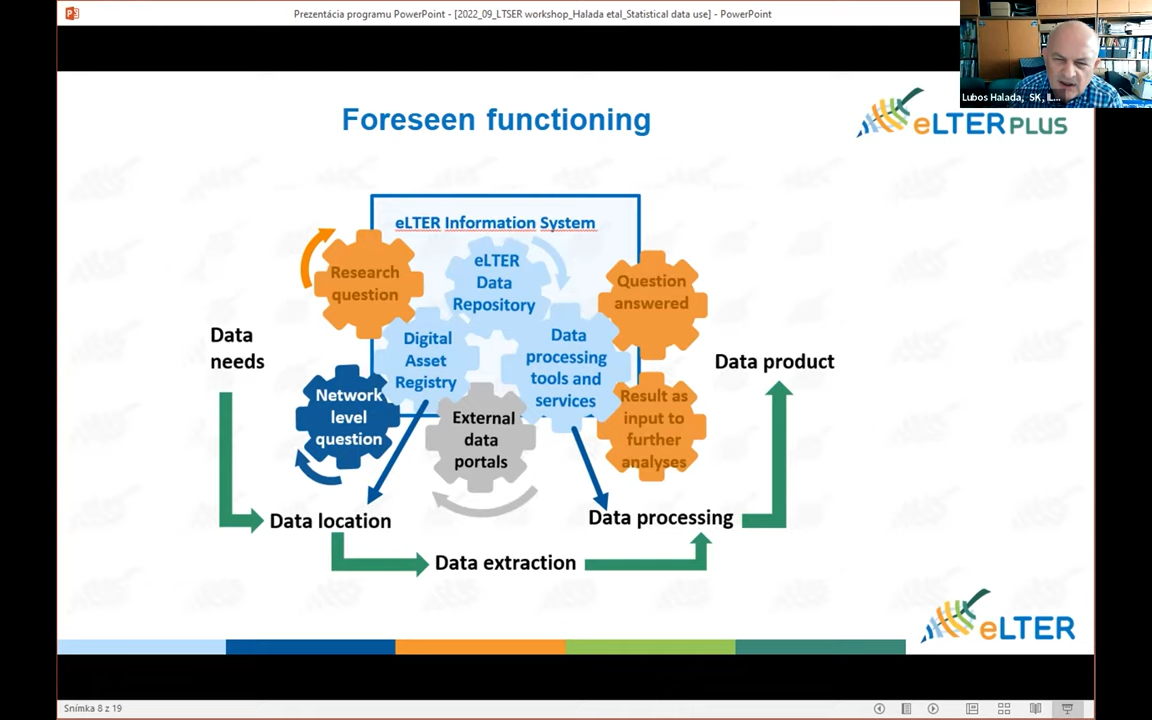 Prezentácia programu PowerPoint - [2022_09_LTSER workshop_Halada etal_Statistical data use] - PowerPoint
Lubos Halada, SK, IL...
Foreseen functioning
eLTER PLUS
eLTER Information System
Research
question
eLTER
Data
Repository
Question
answered
Data
needs
Digital
Asset
Registry
Data
processing
tools and
services
Data product
Network
level
question
External
data
portals
Result as
input to
further
analyses
Data location
Data processing
Data extraction
eLTER
Snímka 8 z 19